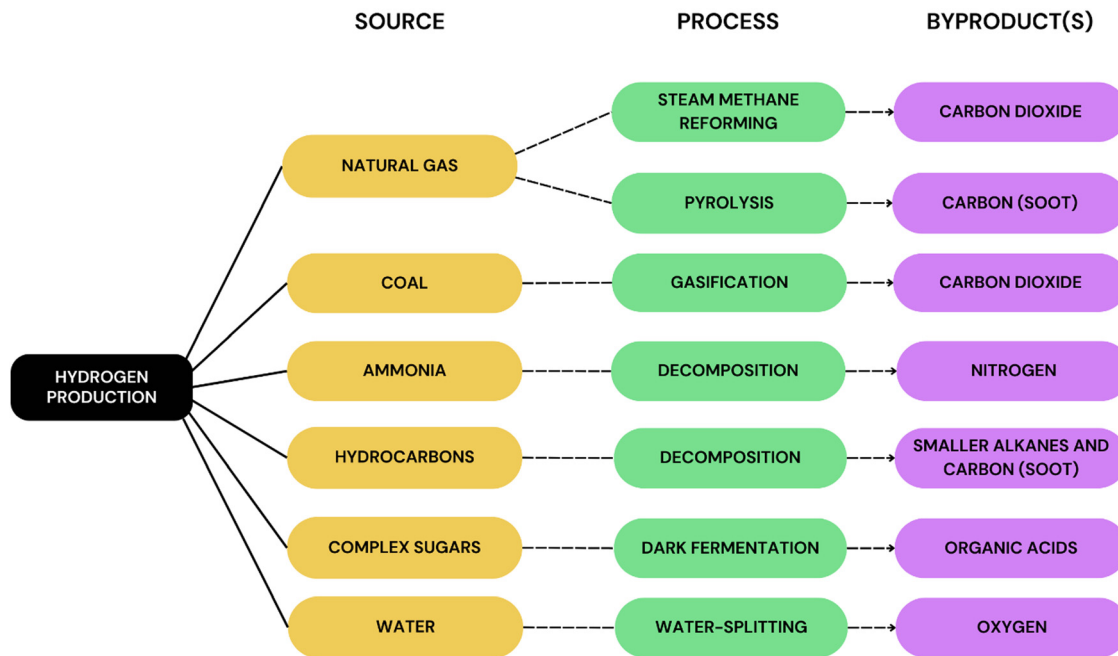 SOURCE
PROCESS
BYPRODUCT(S)
STEAM METHANE
REFORMING
CARBON DIOXIDE
NATURAL GAS
PYROLYSIS
CARBON (SOOT)
COAL
GASIFICATION
CARBON DIOXIDE
HYDROGEN
PRODUCTION
AMMONIA
DECOMPOSITION
NITROGEN
HYDROCARBONS
DECOMPOSITION
SMALLER ALKANES AND
CARBON (SOOT)
COMPLEX SUGARS
DARK FERMENTATION
ORGANIC ACIDS
WATER
WATER-SPLITTING
OXYGEN